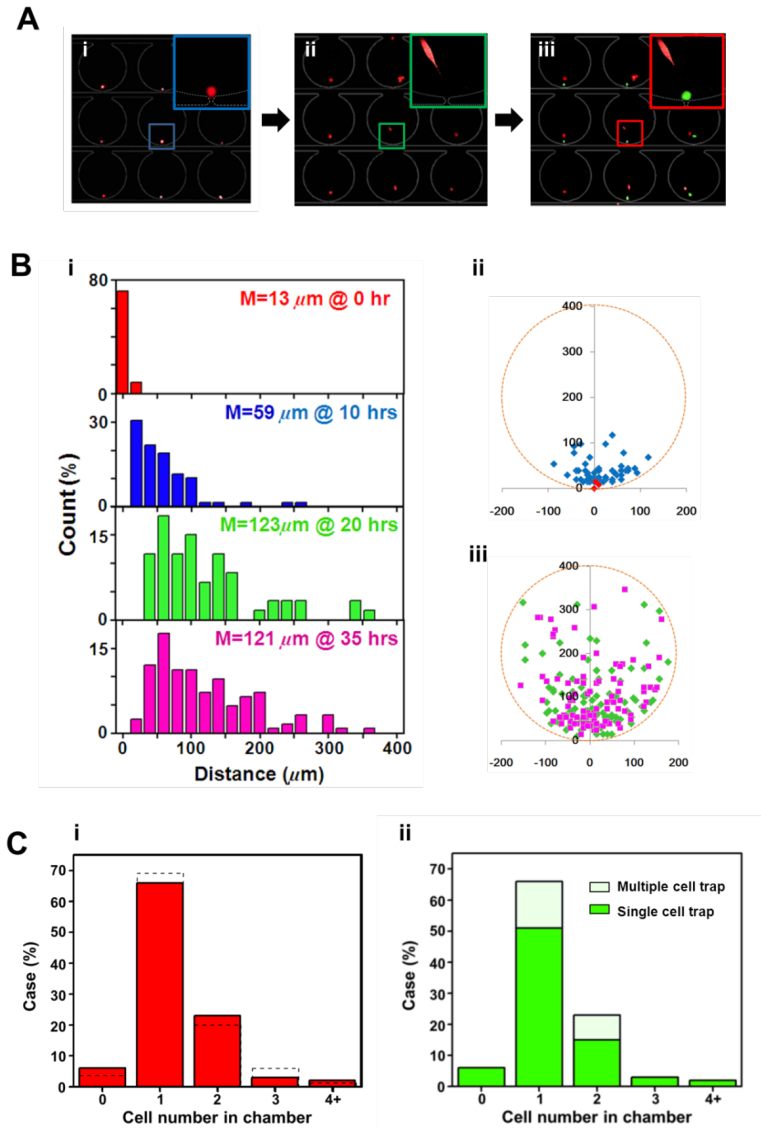 A
i
ii
iii
B
i
80
0
M=13 μm @ 0 hr
30
0
M=59 μm @ 10 hrs
15
0
M=123μm @ 20 hrs
15
0
M=121 μm @ 35 hrs
Count (%)
0 100 200 300 400
Distance (μm)
ii
400
300
200
100
0
-200 -100 0 100 200
iii
400
300
200
100
0
-200 -100 0 100 200
C
i
70
60
50
40
30
20
10
0
Case (%)
0 1 2 3 4+
Cell number in chamber
ii
70
60
50
40
30
20
10
0
Case (%)
Multiple cell trap
Single cell trap
0 1 2 3 4+
Cell number in chamber